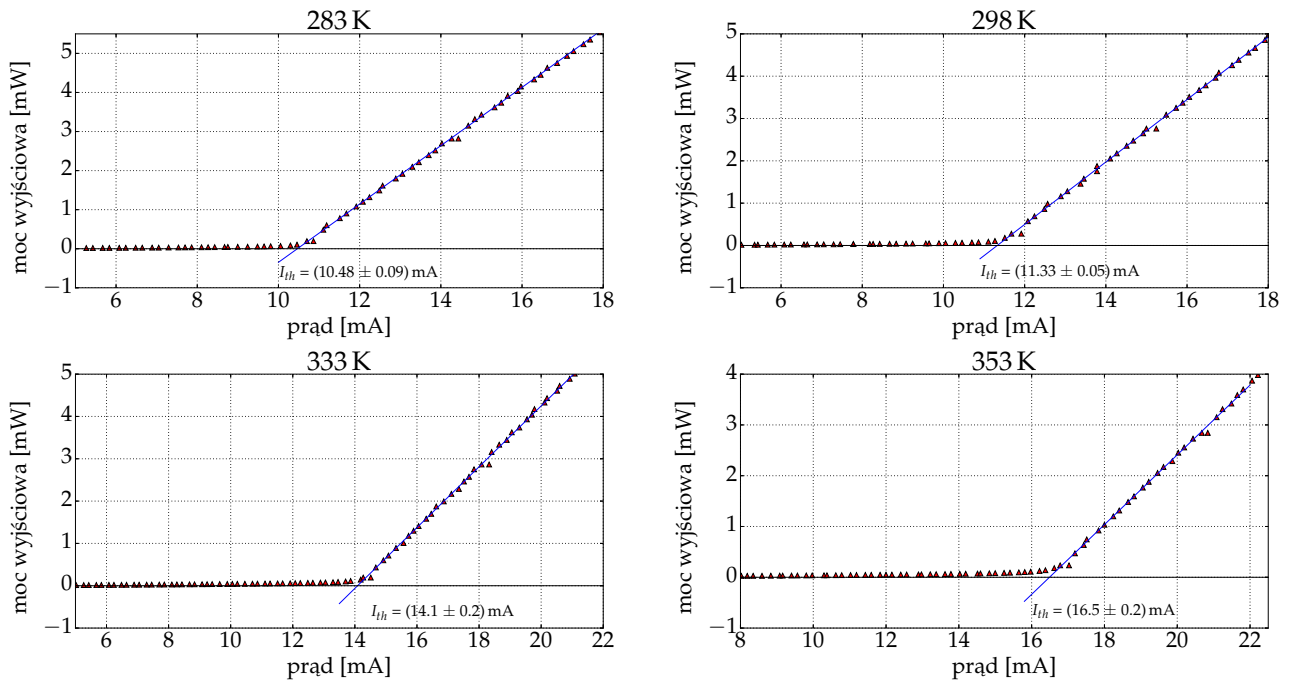 283 K
moc wyjściowa [mW]
5
4
3
2
1
0
−1
I_th = (10.48 ± 0.09) mA
6 8 10 12 14 16 18
prąd [mA]
298 K
moc wyjściowa [mW]
5
4
3
2
1
0
−1
I_th = (11.33 ± 0.05) mA
6 8 10 12 14 16 18
prąd [mA]
333 K
moc wyjściowa [mW]
5
4
3
2
1
0
−1
I_th = (14.1 ± 0.2) mA
6 8 10 12 14 16 18 20 22
prąd [mA]
353 K
moc wyjściowa [mW]
4
3
2
1
0
−1
I_th = (16.5 ± 0.2) mA
8 10 12 14 16 18 20 22
prąd [mA]